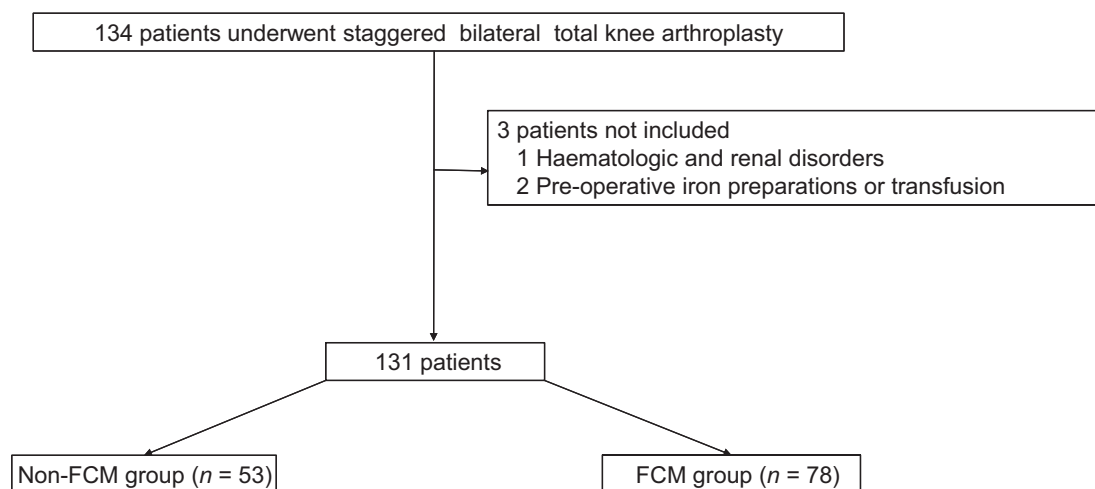 134 patients underwent staggered bilateral total knee arthroplasty
3 patients not included
1 Haematologic and renal disorders
2 Pre-operative iron preparations or transfusion
131 patients
Non-FCM group (n = 53)
FCM group (n = 78)